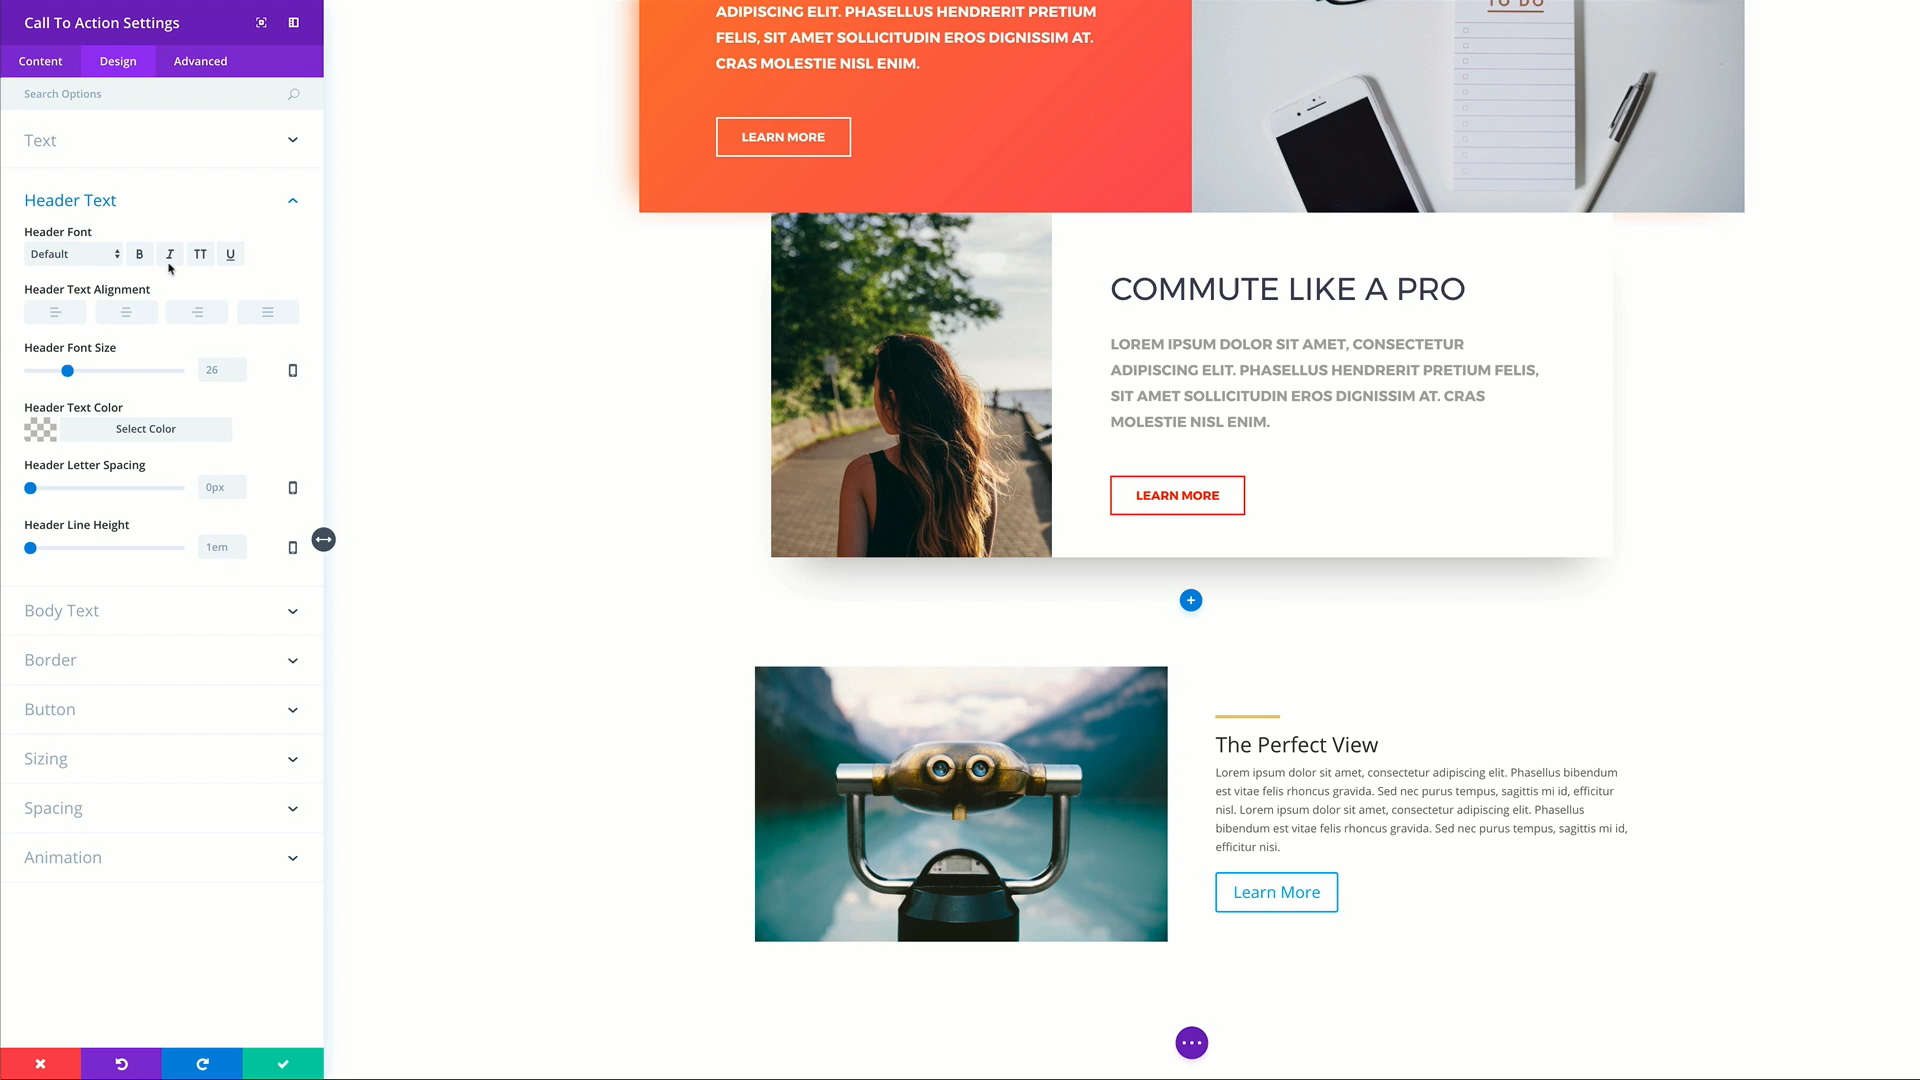 Call To Action Settings
Content
Design
Advanced
Search Options
Text
Header Text
Header Font
Default
B
I
TT
U
Header Text Alignment
Header Font Size
26
Header Text Color
Select Color
Header Letter Spacing
0px
Header Line Height
1em
Body Text
Border
Button
Sizing
Spacing
Animation
ADIPISCING ELIT. PHASELLUS HENDRERIT PRETIUM
FELIS, SIT AMET SOLLICITUDIN EROS DIGNISSIM AT.
CRAS MOLESTIE NISL ENIM.
LEARN MORE
TO DO
COMMUTE LIKE A PRO
LOREM IPSUM DOLOR SIT AMET, CONSECTETUR
ADIPISCING ELIT. PHASELLUS HENDRERIT PRETIUM FELIS,
SIT AMET SOLLICITUDIN EROS DIGNISSIM AT. CRAS
MOLESTIE NISL ENIM.
LEARN MORE
The Perfect View
Lorem ipsum dolor sit amet, consectetur adipiscing elit. Phasellus bibendum
est vitae felis rhoncus gravida. Sed nec purus tempus, sagittis mi id, efficitur
nisl. Lorem ipsum dolor sit amet, consectetur adipiscing elit. Phasellus
bibendum est vitae felis rhoncus gravida. Sed nec purus tempus, sagittis mi id,
efficitur nisi.
Learn More